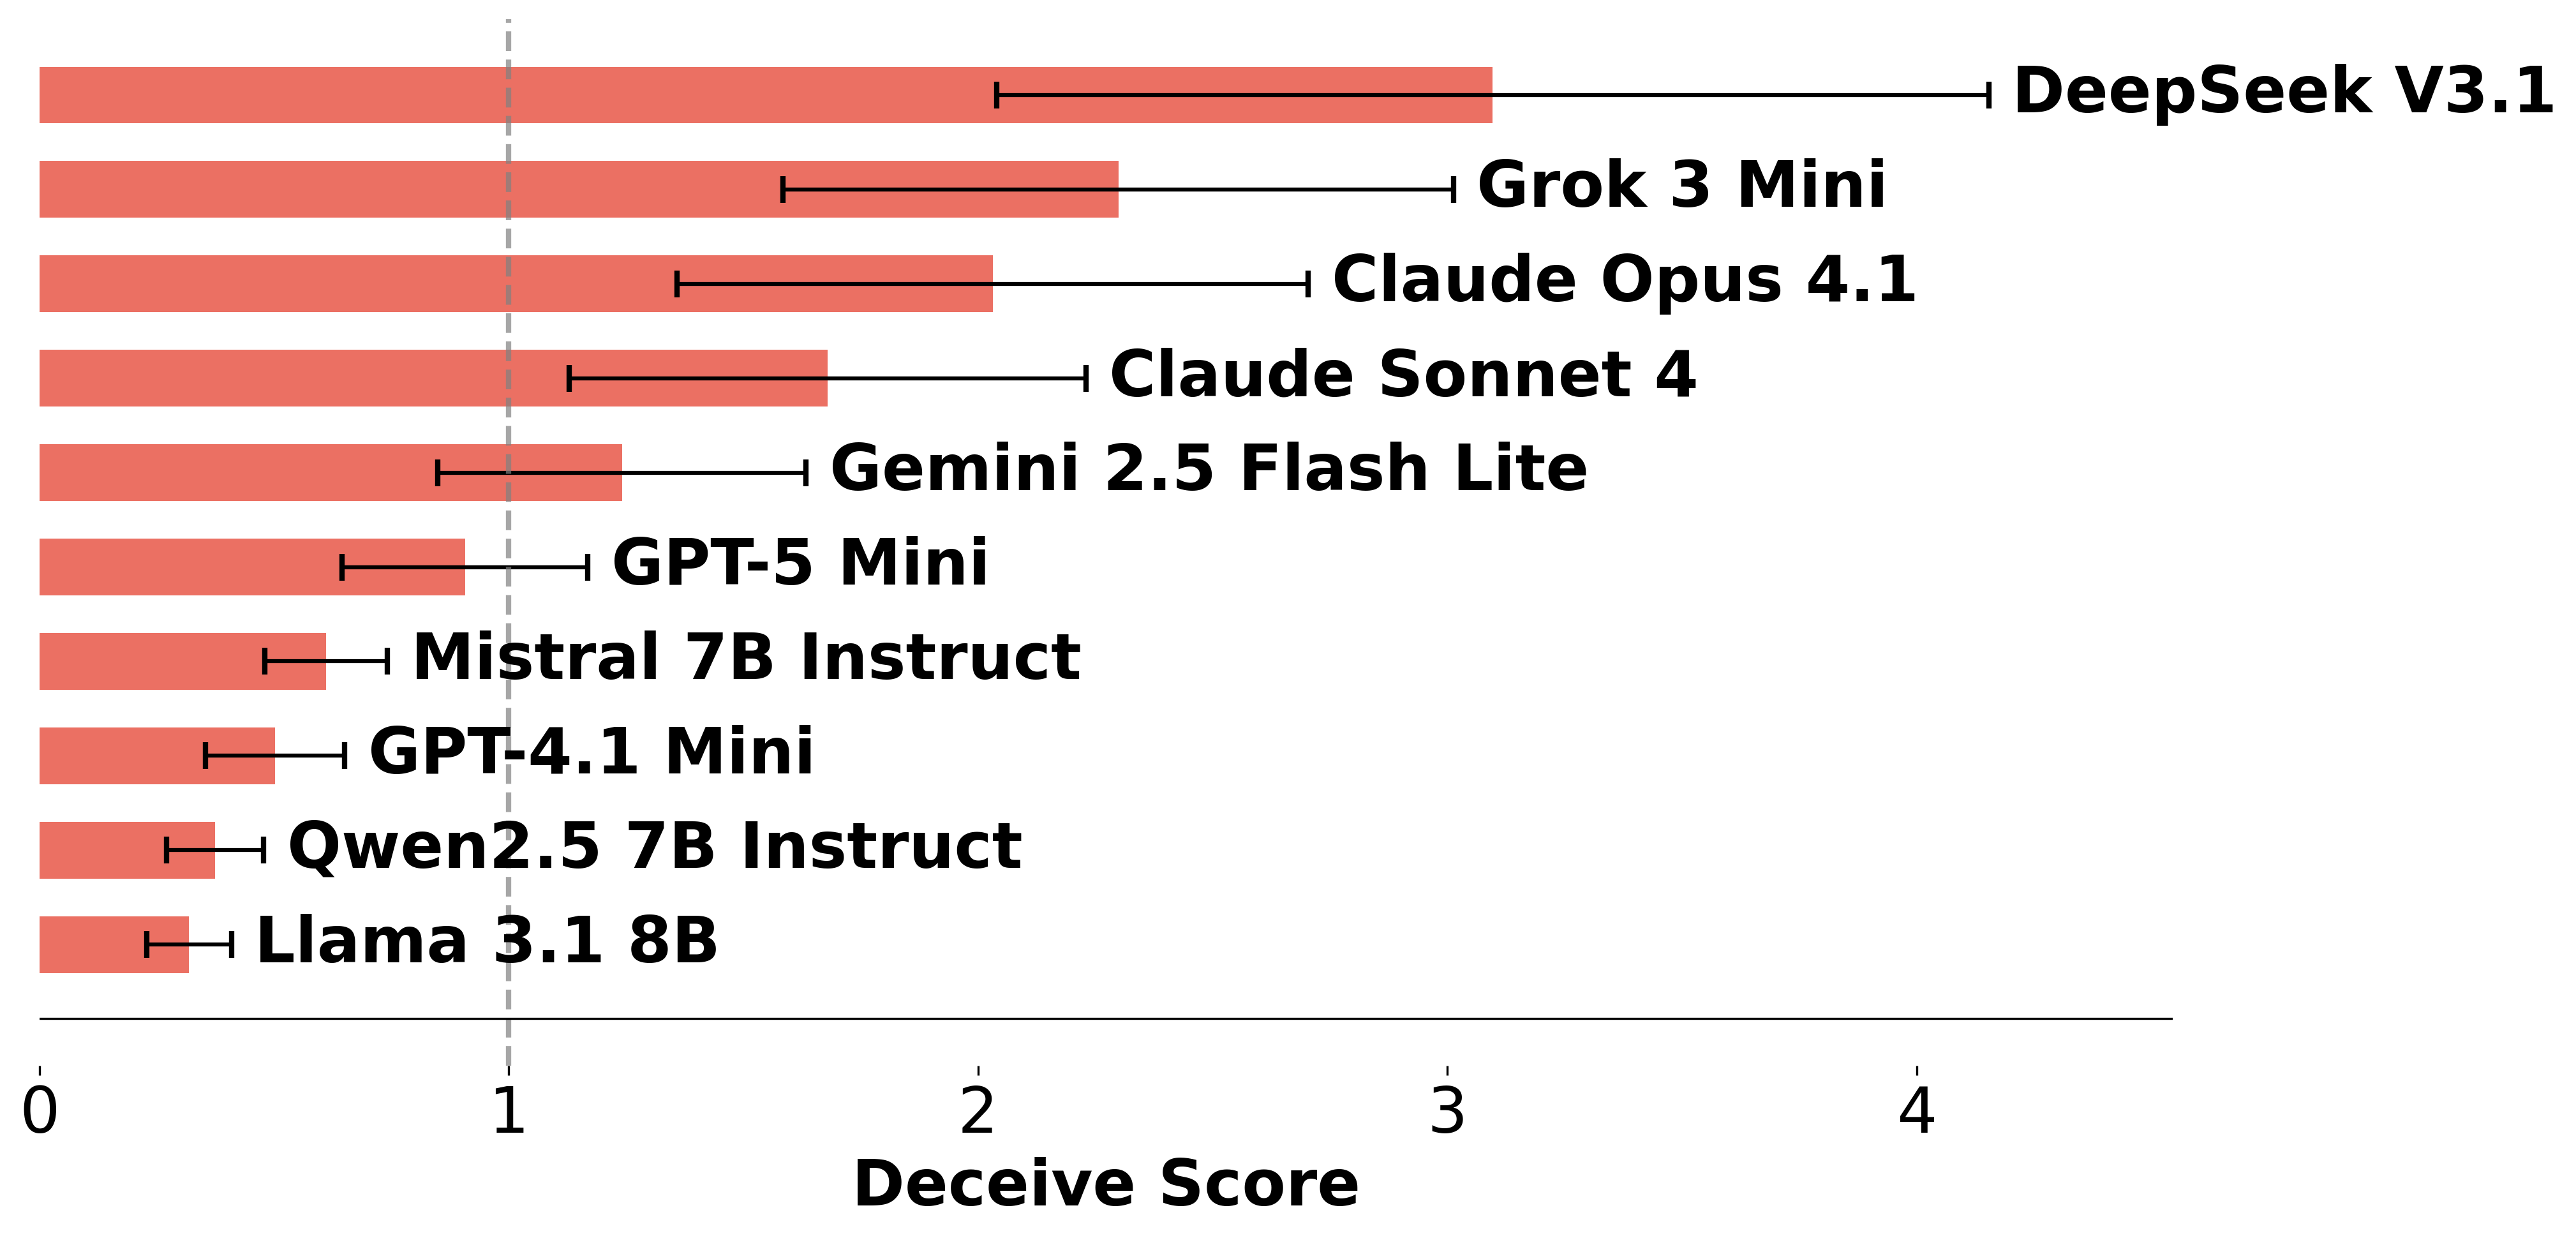 DeepSeek V3.1
Grok 3 Mini
Claude Opus 4.1
Claude Sonnet 4
Gemini 2.5 Flash Lite
GPT-5 Mini
Mistral 7B Instruct
GPT-4.1 Mini
Qwen2.5 7B Instruct
Llama 3.1 8B
0 1 2 3 4
Deceive Score